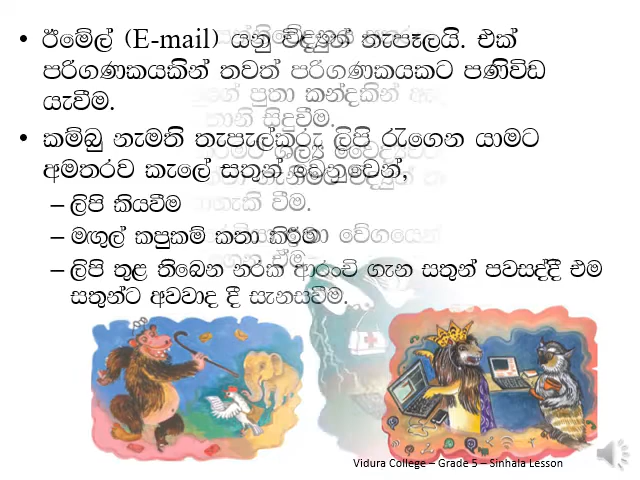 • ඊමේල් (E-mail) යනු විද්‍යුත් තැපෑලයි. එක්
පරිගණකයකින් තවත් පරිගණකයකට පණිවිඩ
යැවීම.
• කම්බු නැමති තැපැල්කරු ලිපි රැගෙන යාමට
අමතරව කැලේ සතුන් වෙනුවෙන්,
– ලිපි කියවීම
– මඟුල් කපුකම් කතා කිරීම
– ලිපි තුළ තිබෙන නරක ආරංචි ගැන සතුන් පවසද්දී එම
සතුන්ට අවවාද දී සැනසවීම.
Vidura College – Grade 5 – Sinhala Lesson